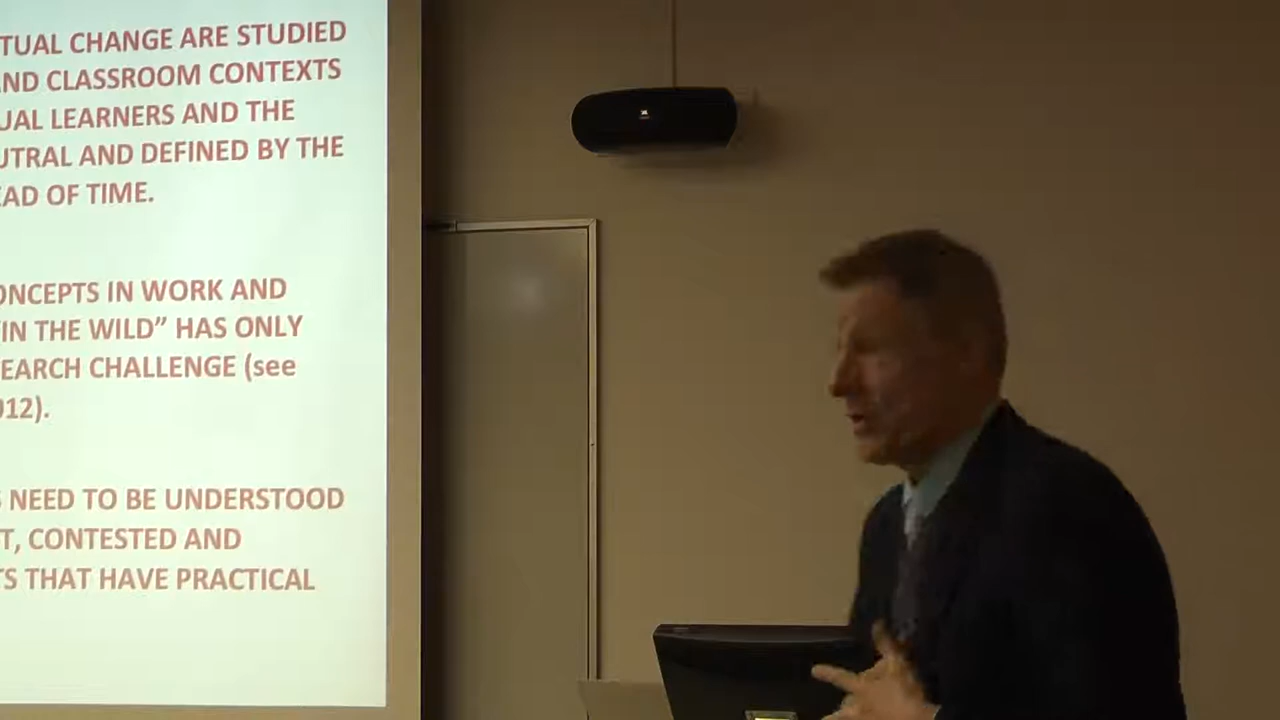 TUAL CHANGE ARE STUDIED
ND CLASSROOM CONTEXTS
UAL LEARNERS AND THE
UTRAL AND DEFINED BY THE
EAD OF TIME.
ONCEPTS IN WORK AND
IN THE WILD” HAS ONLY
EARCH CHALLENGE (see
012).
S NEED TO BE UNDERSTOOD
T, CONTESTED AND
TS THAT HAVE PRACTICAL